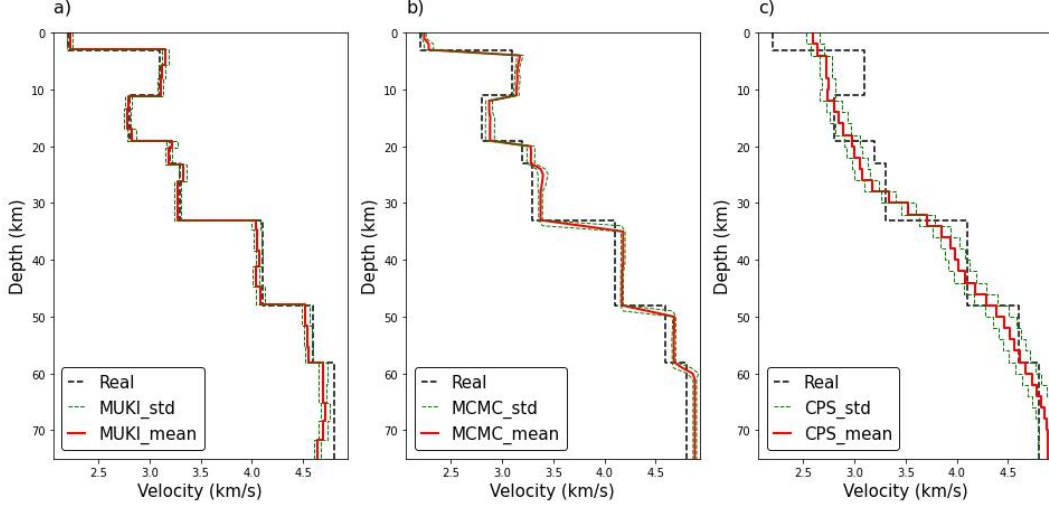 a)
b)
c)
0
10
20
30
40
50
60
70
Depth (km)
2.5 3.0 3.5 4.0 4.5
Velocity (km/s)
Real
MUKI_std
MUKI_mean
0
10
20
30
40
50
60
70
Depth (km)
2.5 3.0 3.5 4.0 4.5
Velocity (km/s)
Real
MCMC_std
MCMC_mean
0
10
20
30
40
50
60
70
Depth (km)
2.5 3.0 3.5 4.0 4.5
Velocity (km/s)
Real
CPS_std
CPS_mean